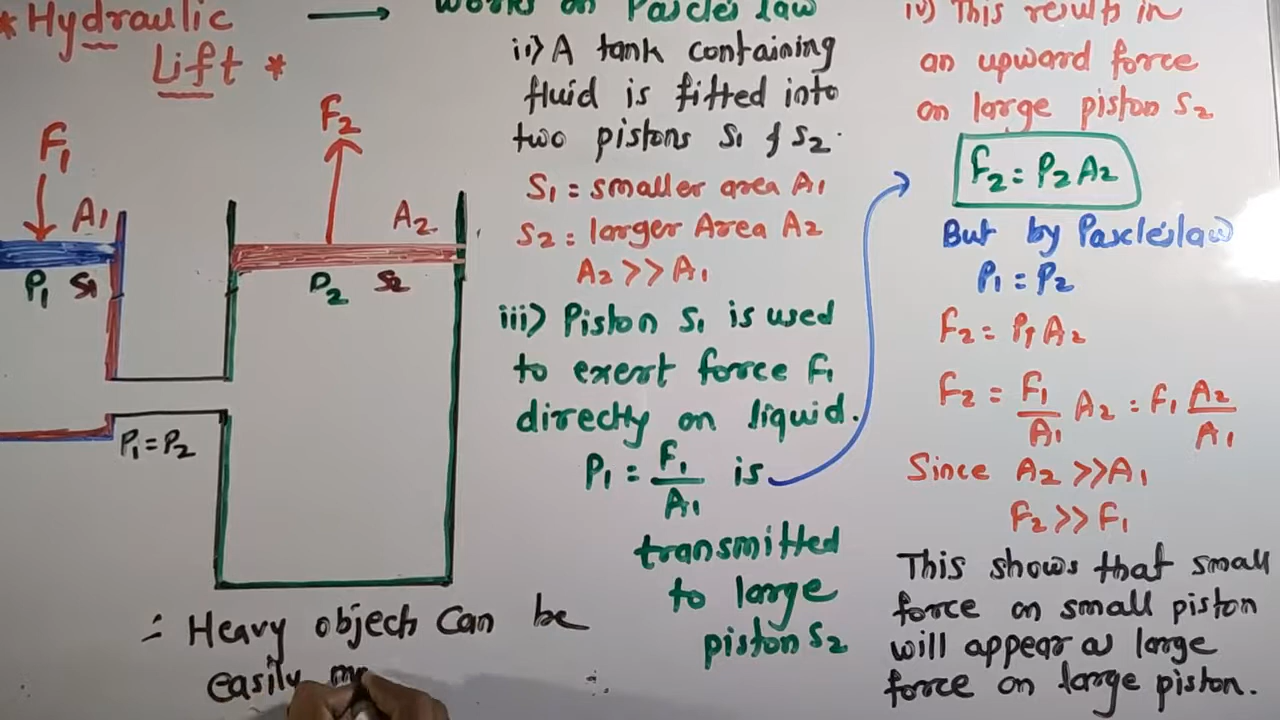 *Hydraulic
Lift *
F₁
A₁
P₁ S₁
F₂
A₂
P₂ S₂
P₁ = P₂
∴ Heavy object can be
easily
→ Works on Pascle's law
ii) A tank containing
fluid is fitted into
two pistons S₁ & S₂.
S₁ = smaller area A₁
S₂ = larger Area A₂
A₂ >> A₁
iii) Piston S₁ is used
to exert force F₁
directly on liquid.
P₁ = F₁/A₁ is
transmitted
to large
piston S₂
iv) This results in
an upward force
on large piston S₂
F₂ = P₂ A₂
But by Pascle's law
P₁ = P₂
F₂ = P₁ A₂
F₂ = F₁/A₁ A₂ = F₁ A₂/A₁
Since A₂ >> A₁
F₂ >> F₁
This shows that small
force on small piston
will appear as large
force on large piston.